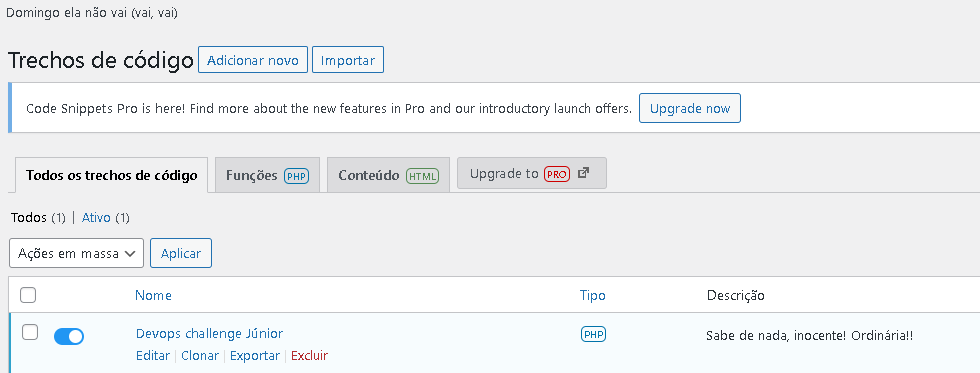 Domingo ela não vai (vai, vai)
Trechos de código Adicionar novo Importar
Code Snippets Pro is here! Find more about the new features in Pro and our introductory launch offers. Upgrade now
Todos os trechos de código Funções PHP Conteúdo HTML Upgrade to PRO
Todos (1) | Ativo (1)
Ações em massa Aplicar
Nome Tipo Descrição
Devops challenge Júnior PHP Sabe de nada, inocente! Ordinária!!
Editar | Clonar | Exportar | Excluir